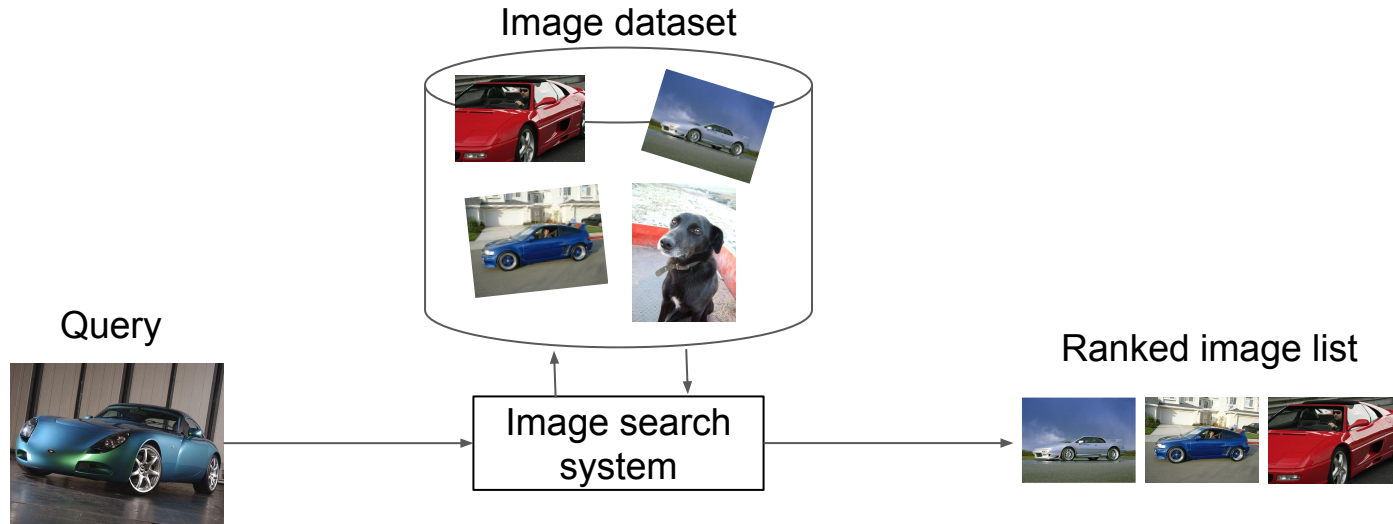 Image dataset
Query
Ranked image list
Image search
system